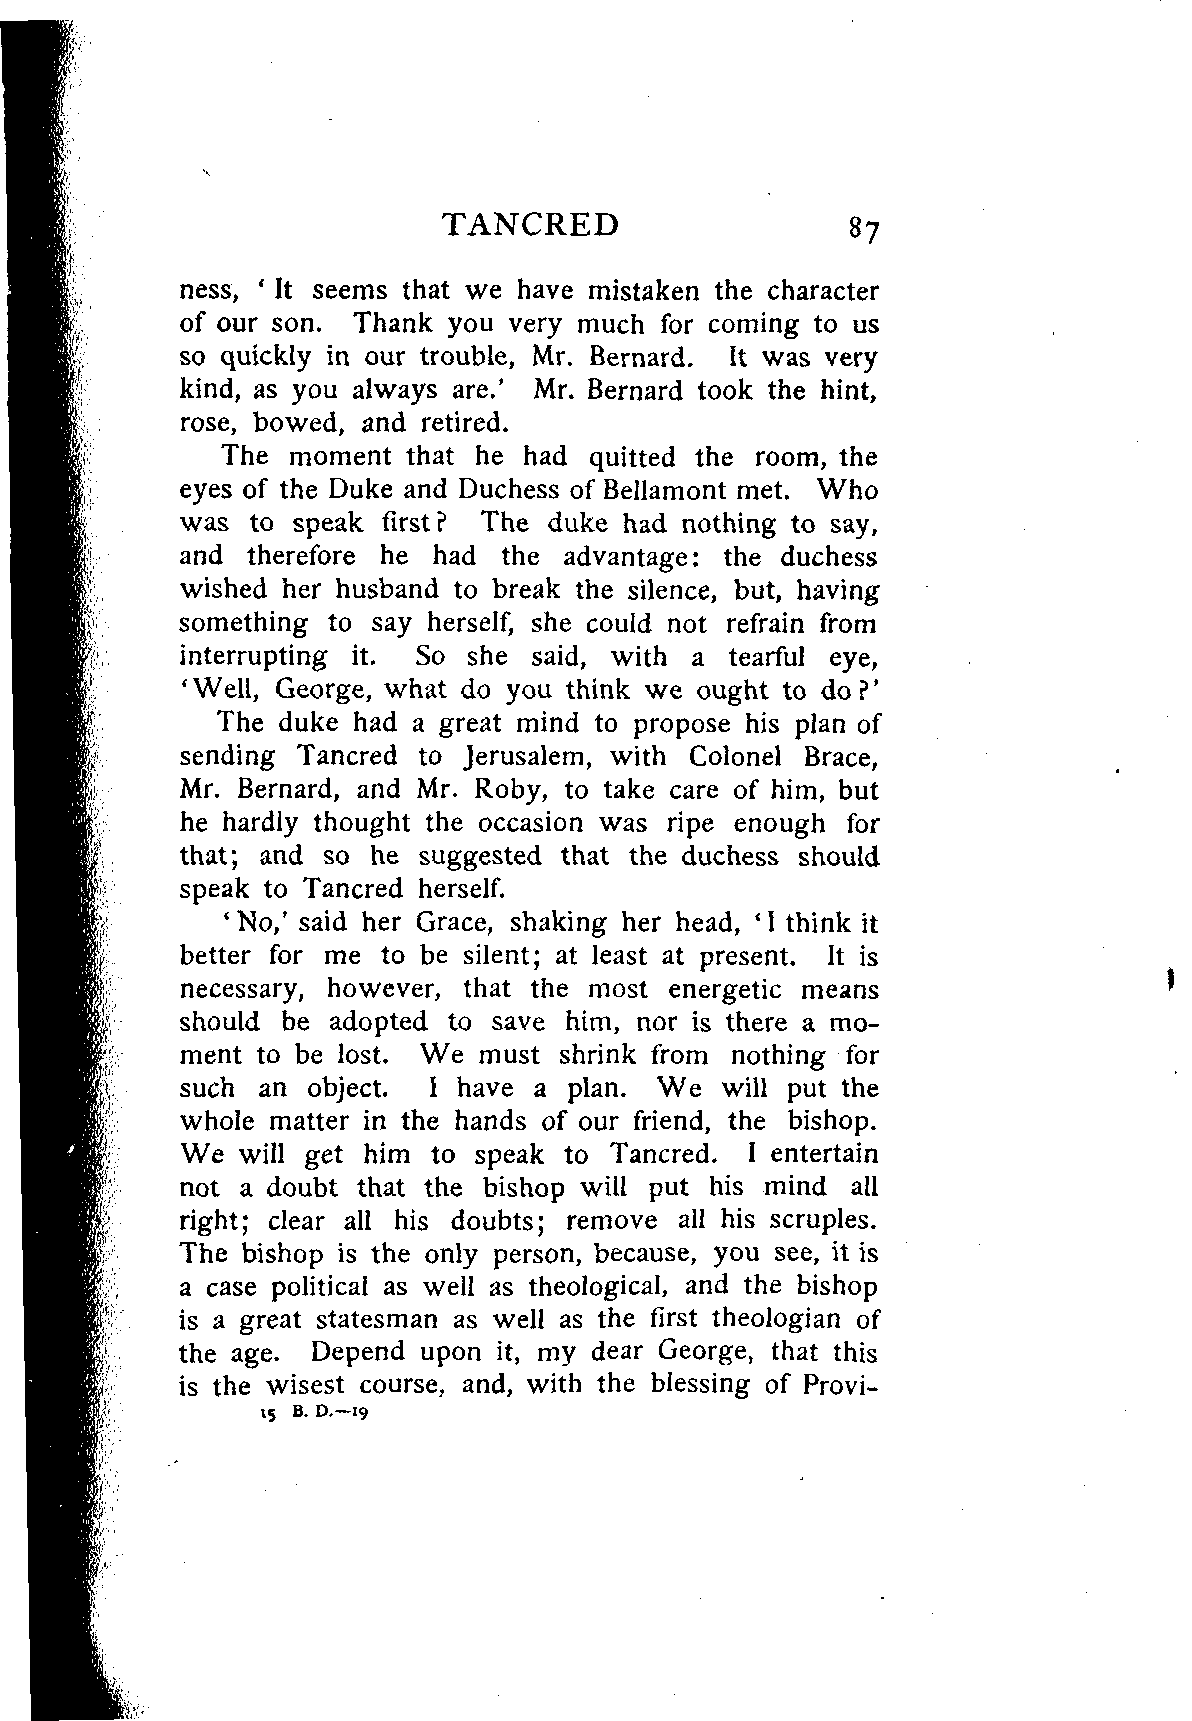 TANCRED 87
ness, ‘ It seems that we have mistaken the character
of our son. Thank you very much for coming to us
so quickly in our trouble, Mr. Bernard. It was very
kind, as you always are.’ Mr. Bernard took the hint,
rose, bowed, and retired.
The moment that he had quitted the room, the
eyes of the Duke and Duchess of Bellamont met. Who
was to speak first? The duke had nothing to say,
and therefore he had the advantage: the duchess
wished her husband to break the silence, but, having
something to say herself, she could not refrain from
interrupting it. So she said, with a tearful eye,
‘Well, George, what do you think we ought to do?’
The duke had a great mind to propose his plan of
sending Tancred to Jerusalem, with Colonel Brace,
Mr. Bernard, and Mr. Roby, to take care of him, but
he hardly thought the occasion was ripe enough for
that; and so he suggested that the duchess should
speak to Tancred herself.
‘ No,’ said her Grace, shaking her head, ‘I think it
better for me to be silent; at least at present. It is
necessary, however, that the most energetic means
should be adopted to save him, nor is there a mo-
ment to be lost. We must shrink from nothing for
such an object. I have a plan. We will put the
whole matter in the hands of our friend, the bishop.
We will get him to speak to Tancred. I entertain
not a doubt that the bishop will put his mind all
right; clear all his doubts; remove all his scruples.
The bishop is the only person, because, you see, it is
a case political as well as theological, and the bishop
is a great statesman as well as the first theologian of
the age. Depend upon it, my dear George, that this
is the wisest course, and, with the blessing of Provi-
15 B. D.—19